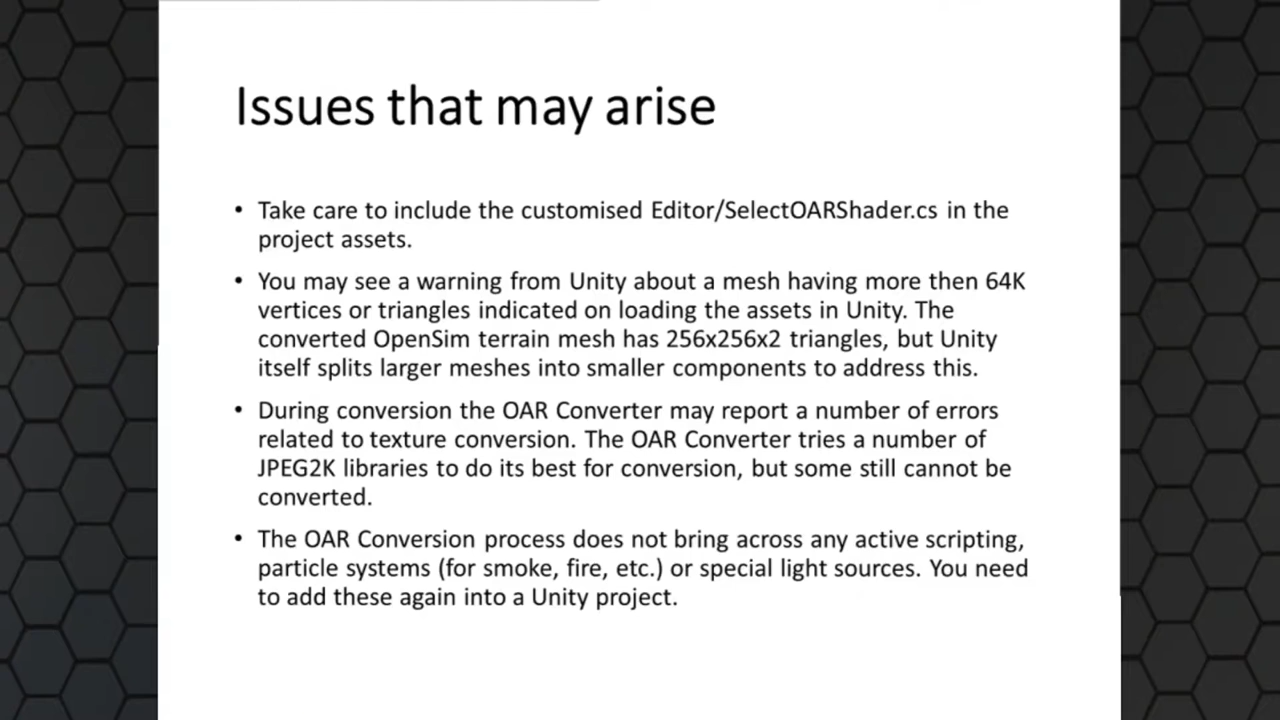 Issues that may arise
• Take care to include the customised Editor/SelectOARShader.cs in the
project assets.
• You may see a warning from Unity about a mesh having more then 64K
vertices or triangles indicated on loading the assets in Unity. The
converted OpenSim terrain mesh has 256x256x2 triangles, but Unity
itself splits larger meshes into smaller components to address this.
• During conversion the OAR Converter may report a number of errors
related to texture conversion. The OAR Converter tries a number of
JPEG2K libraries to do its best for conversion, but some still cannot be
converted.
• The OAR Conversion process does not bring across any active scripting,
particle systems (for smoke, fire, etc.) or special light sources. You need
to add these again into a Unity project.